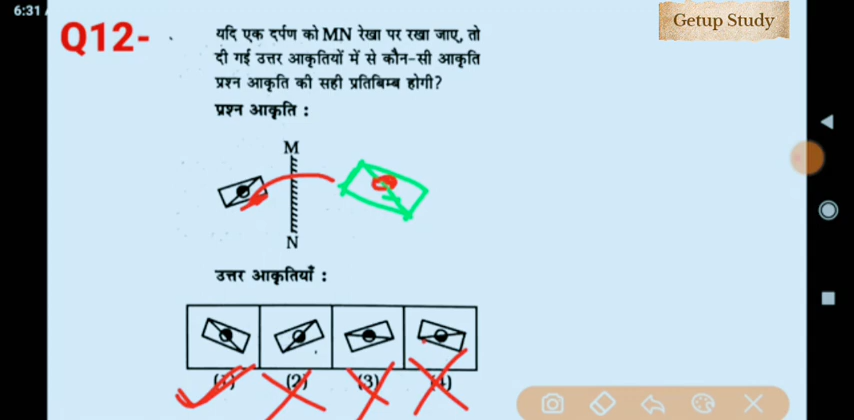 6:31
Getup Study
Q12-
यदि एक दर्पण को MN रेखा पर रखा जाए, तो
दी गई उत्तर आकृतियों में से कौन-सी आकृति
प्रश्न आकृति की सही प्रतिबिम्ब होगी?
प्रश्न आकृति :
M
N
उत्तर आकृतियाँ :
(1) (2) (3) (4)